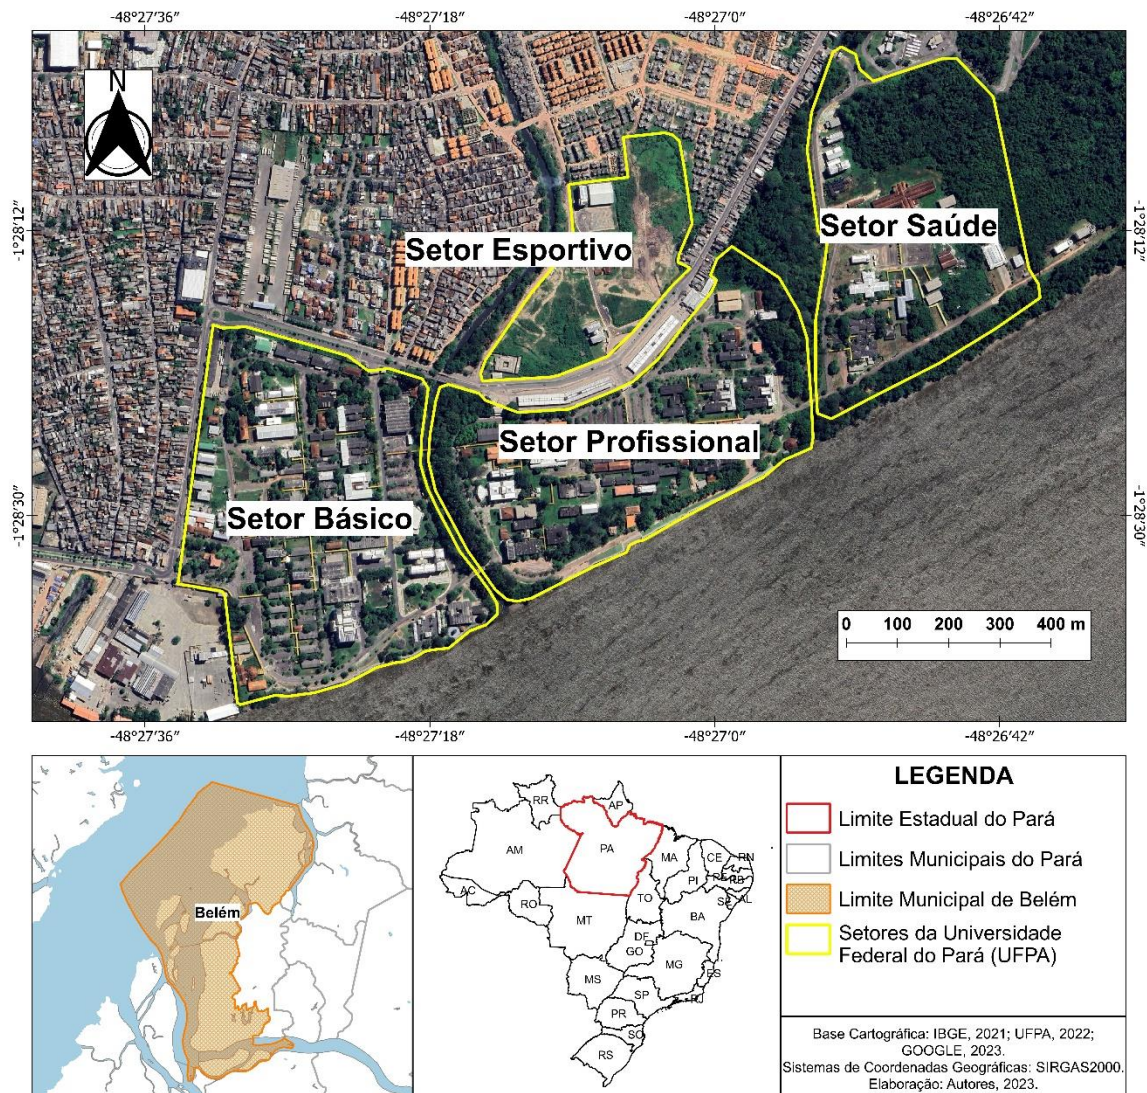 -48°27'36" -48°27'18" -48°27'0" -48°26'42"
N
-1°28'12" -1°28'12"
Setor Saúde
Setor Esportivo
Setor Profissional
Setor Básico
-1°28'30" -1°28'30"
0 100 200 300 400 m
-48°27'36" -48°27'18" -48°27'0" -48°26'42"
Belém
RR AP
AM PA MA CE RN
PI PE PB
AC TO AL
RO SE
MT BA
DF
GO
MG ES
MS
SP RJ
PR
SC
RS
LEGENDA
Limite Estadual do Pará
Limites Municipais do Pará
Limite Municipal de Belém
Setores da Universidade
Federal do Pará (UFPA)
Base Cartográfica: IBGE, 2021; UFPA, 2022;
GOOGLE, 2023.
Sistemas de Coordenadas Geográficas: SIRGAS2000.
Elaboração: Autores, 2023.